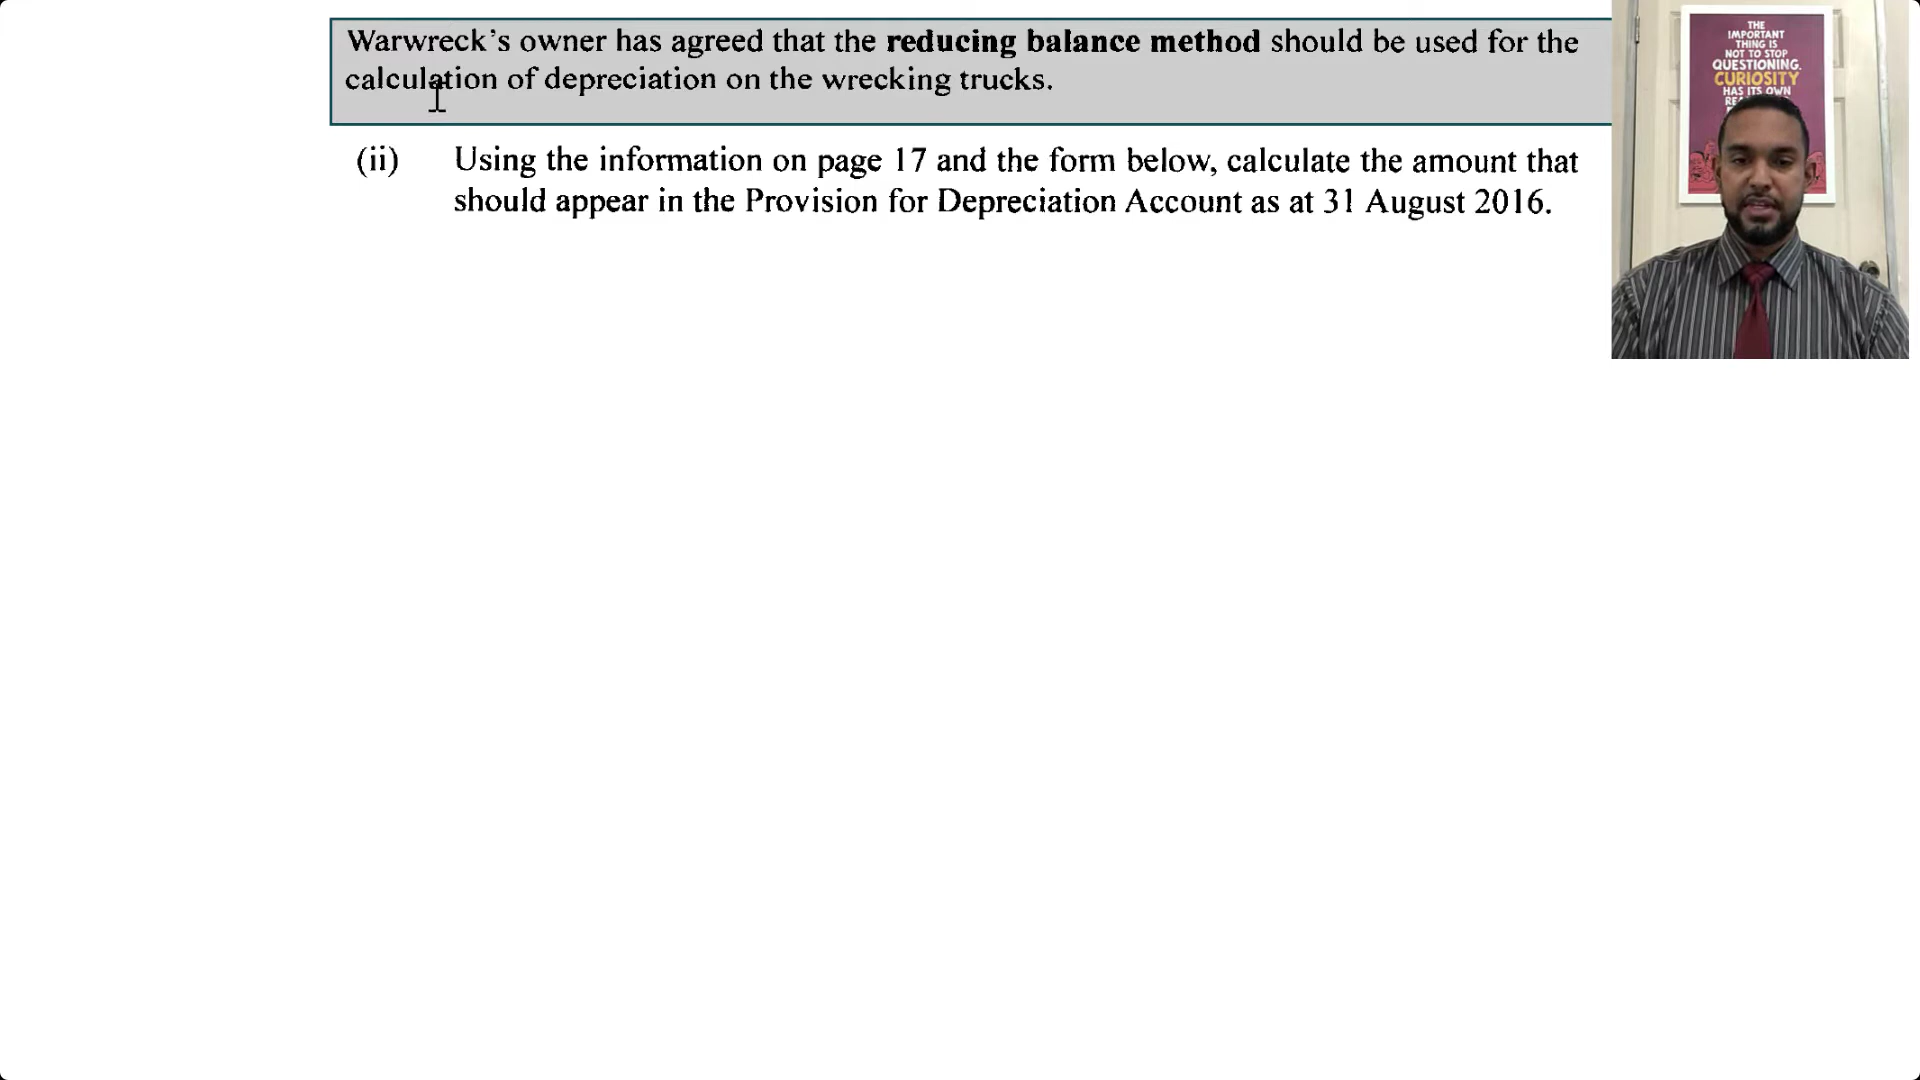 Warwreck's owner has agreed that the reducing balance method should be used for the
calculation of depreciation on the wrecking trucks.
(ii) Using the information on page 17 and the form below, calculate the amount that
should appear in the Provision for Depreciation Account as at 31 August 2016.
THE
IMPORTANT
THING IS
NOT TO STOP
QUESTIONING.
CURIOSITY
HAS ITS OWN